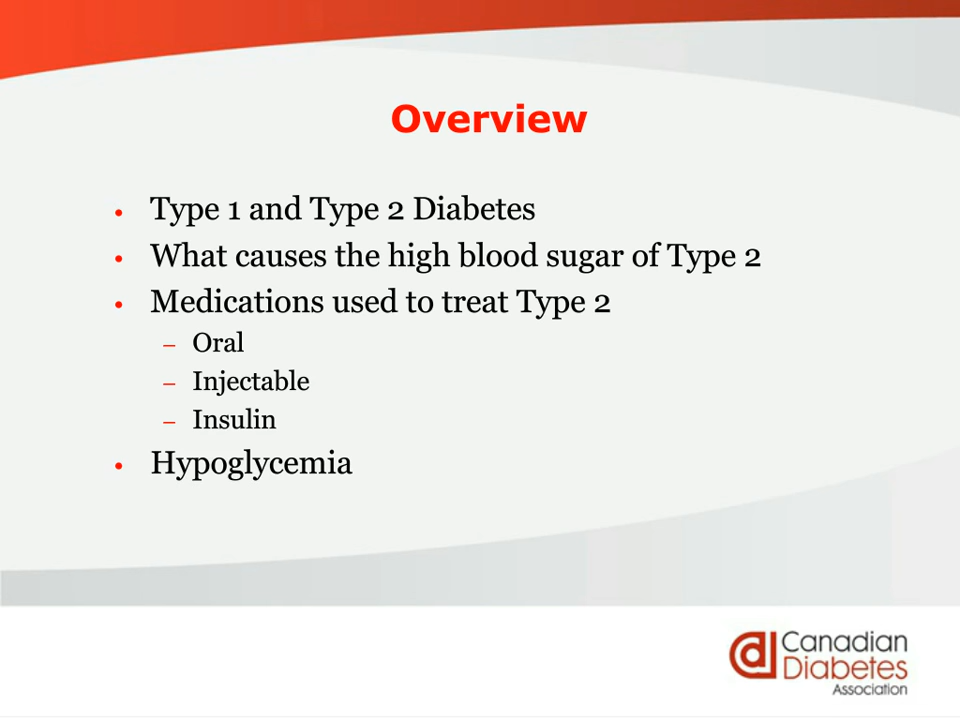 Overview
• Type 1 and Type 2 Diabetes
• What causes the high blood sugar of Type 2
• Medications used to treat Type 2
– Oral
– Injectable
– Insulin
• Hypoglycemia
Canadian
Diabetes
Association